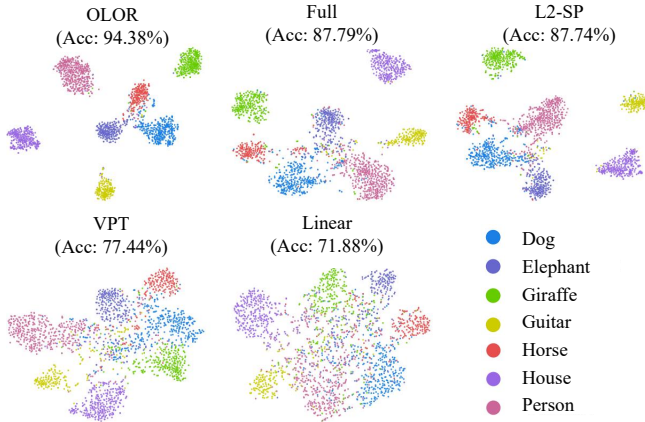 OLOR
(Acc: 94.38%)
Full
(Acc: 87.79%)
L2-SP
(Acc: 87.74%)
VPT
(Acc: 77.44%)
Linear
(Acc: 71.88%)
Dog
Elephant
Giraffe
Guitar
Horse
House
Person